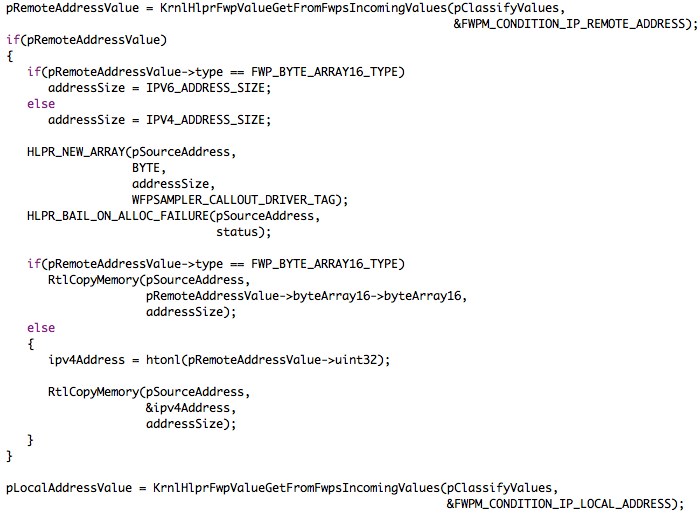 pRemoteAddressValue = KrnlHlprFwpValueGetFromFwpsIncomingValues(pClassifyValues,
&FWPM_CONDITION_IP_REMOTE_ADDRESS);
if(pRemoteAddressValue)
{
if(pRemoteAddressValue->type == FWP_BYTE_ARRAY16_TYPE)
addressSize = IPV6_ADDRESS_SIZE;
else
addressSize = IPV4_ADDRESS_SIZE;
HLPR_NEW_ARRAY(pSourceAddress,
BYTE,
addressSize,
WFPSAMPLER_CALLOUT_DRIVER_TAG);
HLPR_BAIL_ON_ALLOC_FAILURE(pSourceAddress,
status);
if(pRemoteAddressValue->type == FWP_BYTE_ARRAY16_TYPE)
RtlCopyMemory(pSourceAddress,
pRemoteAddressValue->byteArray16->byteArray16,
addressSize);
else
{
ipv4Address = htonl(pRemoteAddressValue->uint32);
RtlCopyMemory(pSourceAddress,
&ipv4Address,
addressSize);
}
}
pLocalAddressValue = KrnlHlprFwpValueGetFromFwpsIncomingValues(pClassifyValues,
&FWPM_CONDITION_IP_LOCAL_ADDRESS);